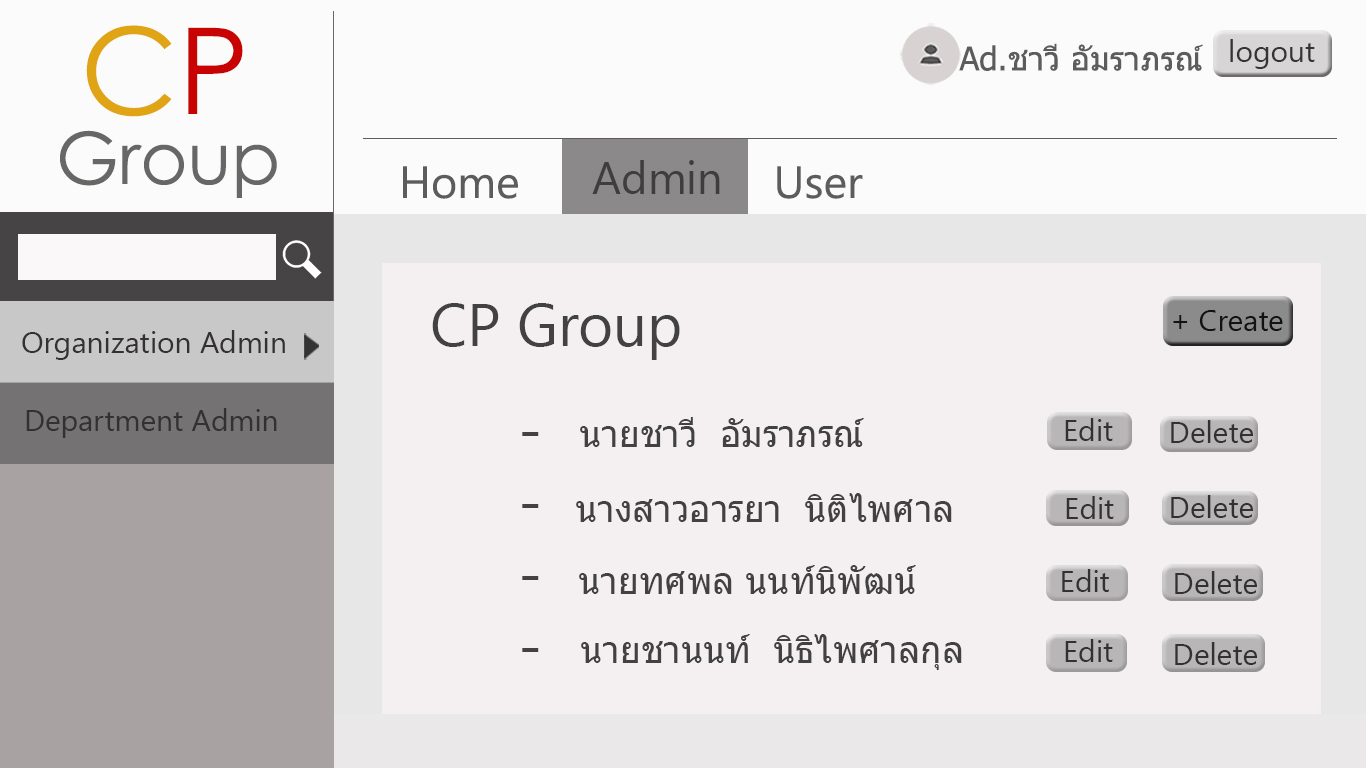 CP
Group
Ad.ชาวี อัมราภรณ์ logout
Home Admin User
Organization Admin
Department Admin
CP Group + Create
- นายชาวี อัมราภรณ์ Edit Delete
- นางสาวอารยา นิติไพศาล Edit Delete
- นายทศพล นนท์นิพัฒน์ Edit Delete
- นายชานนท์ นิธิไพศาลกุล Edit Delete